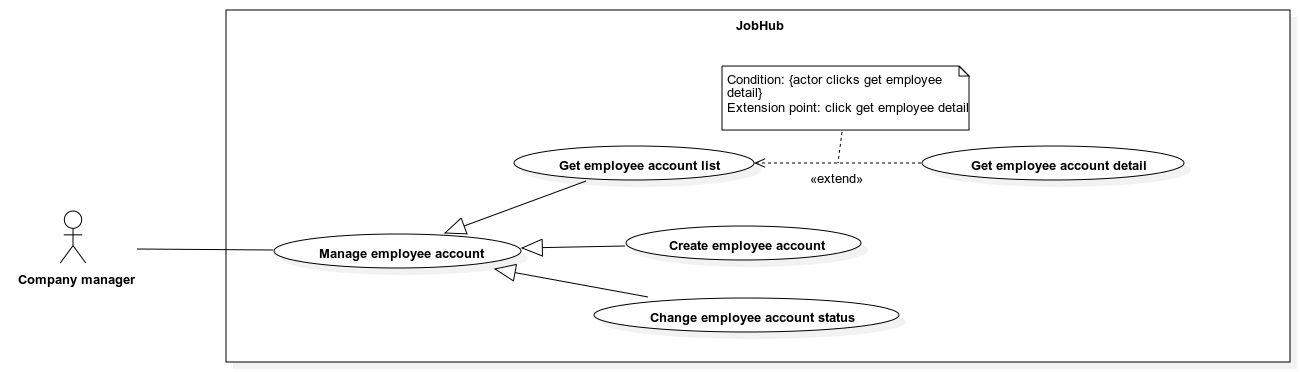 JobHub
Condition: {actor clicks get employee
detail}
Extension point: click get employee detail
Get employee account list
Get employee account detail
«extend»
Manage employee account
Create employee account
Company manager
Change employee account status